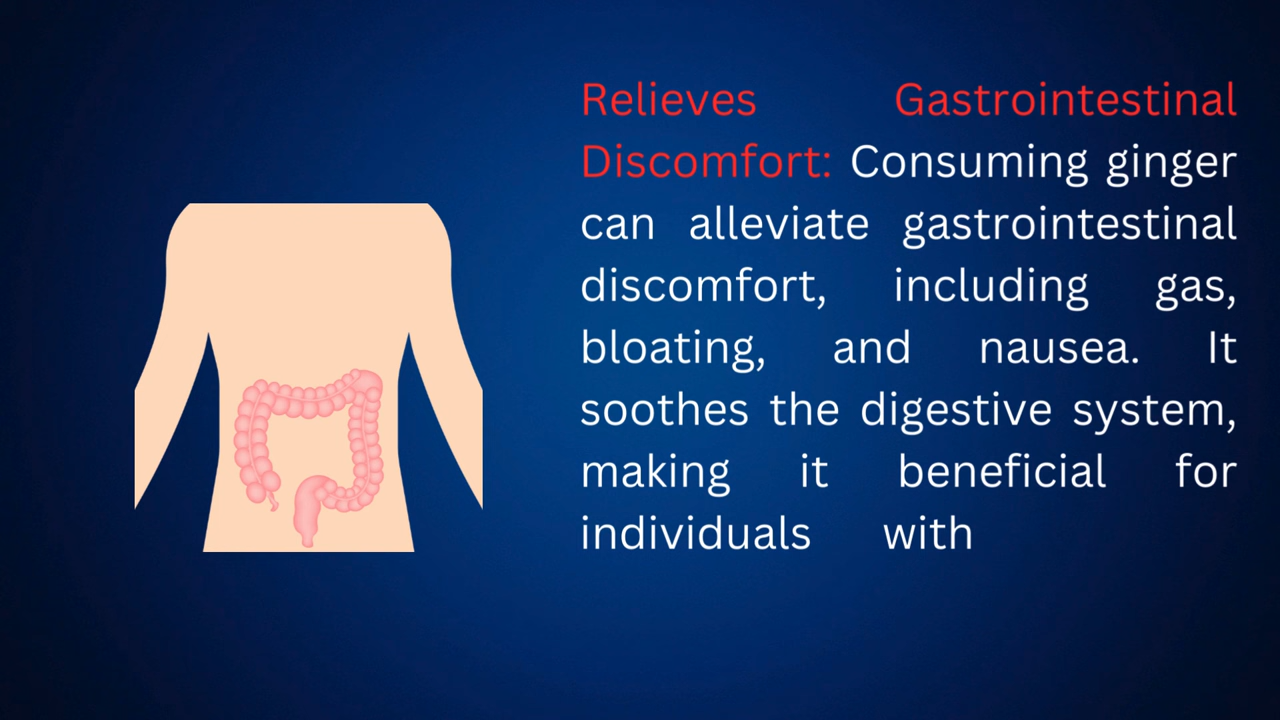 Relieves Gastrointestinal
Discomfort: Consuming ginger
can alleviate gastrointestinal
discomfort, including gas,
bloating, and nausea. It
soothes the digestive system,
making it beneficial for
individuals with